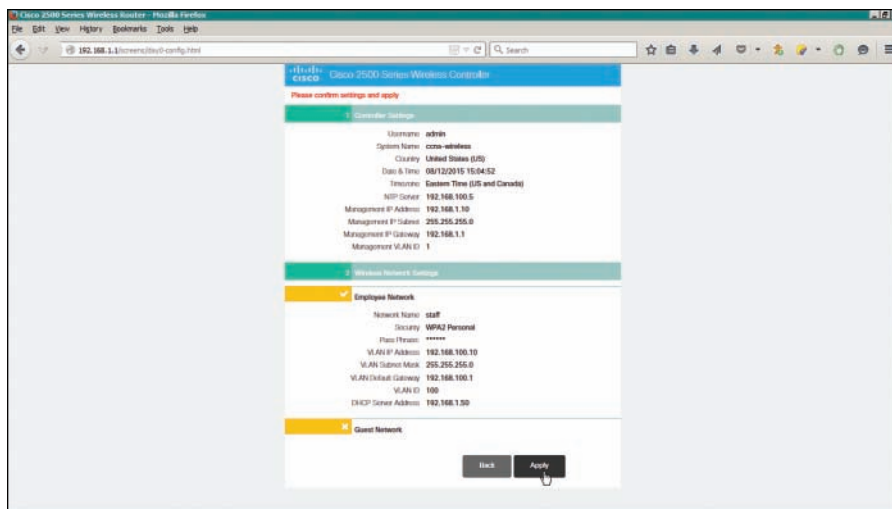 Cisco 2500 Series Wireless Router - Mozilla Firefox
File Edit View History Bookmarks Tools Help
192.168.1.1/screens/day0-config.html
Search
CISCO Cisco 2500 Series Wireless Controller
Please confirm settings and apply
1 Controller Settings
Username admin
System Name ccna-wireless
Country United States (US)
Date & Time 08/12/2015 15:04:52
Timezone Eastern Time (US and Canada)
NTP Server 192.168.100.5
Management IP Address 192.168.1.10
Management IP Subnet 255.255.255.0
Management IP Gateway 192.168.1.1
Management VLAN ID 1
2 Wireless Network Settings
Employee Network
Network Name staff
Security WPA2 Personal
Pass Phrase ******
VLAN IP Address 192.168.100.10
VLAN Subnet Mask 255.255.255.0
VLAN Default Gateway 192.168.100.1
VLAN ID 100
DHCP Server Address 192.168.1.50
Guest Network
Back Apply